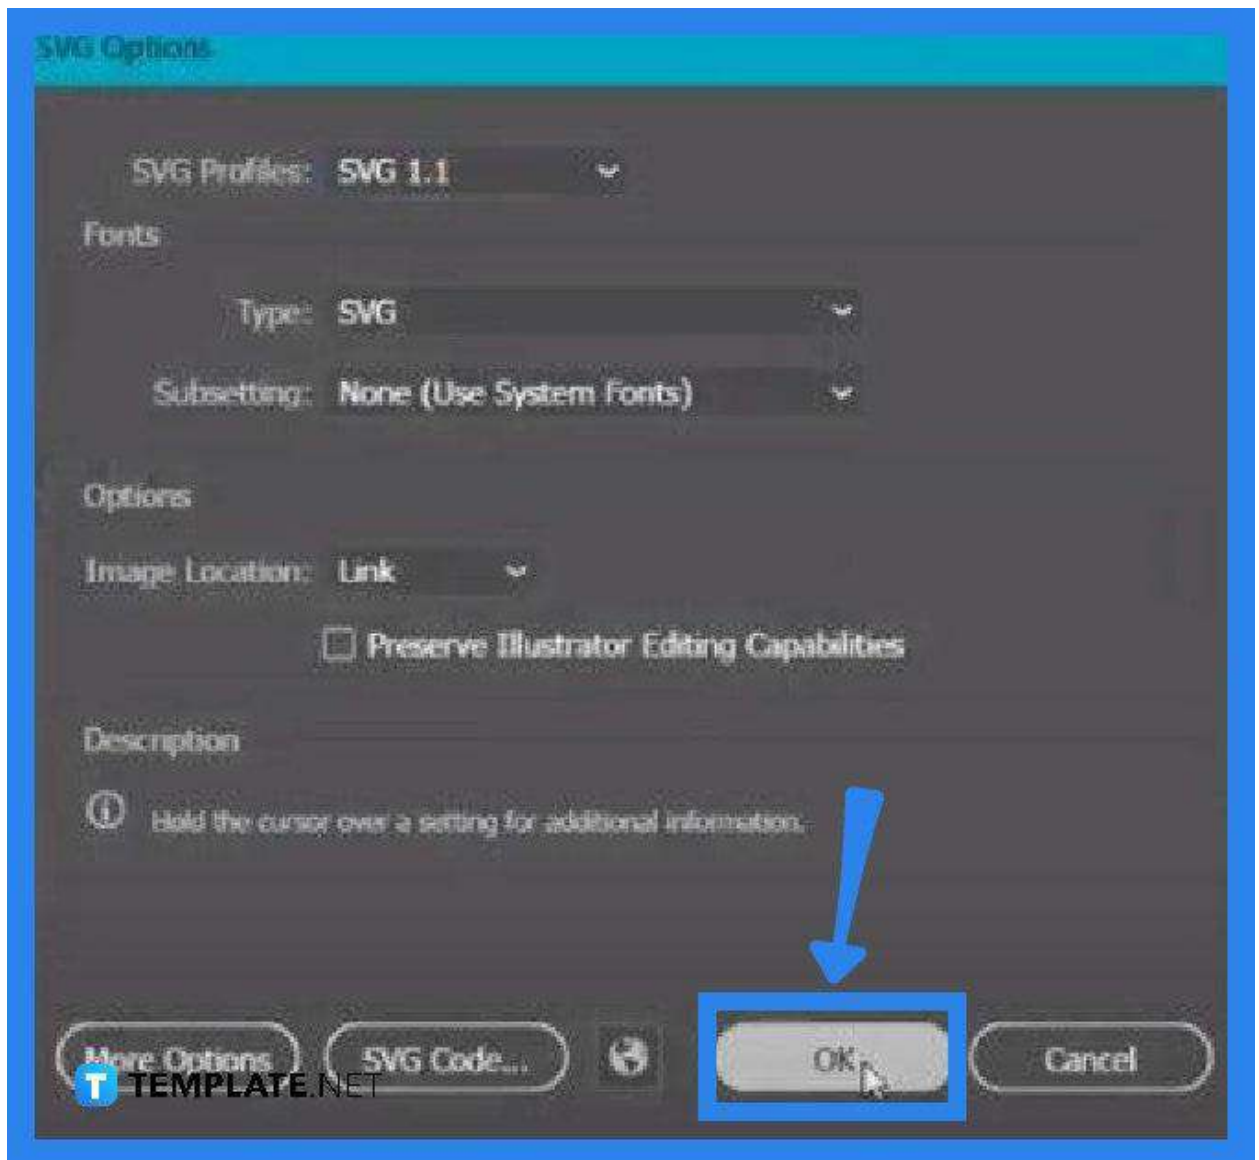 SVG Options
SVG Profiles: SVG 1.1
Fonts
Type: SVG
Subsetting: None (Use System Fonts)
Options
Image Location: Link
Preserve Illustrator Editing Capabilities
Description
Hold the cursor over a setting for additional information.
More Options SVG Code... OK Cancel
T TEMPLATE.NET